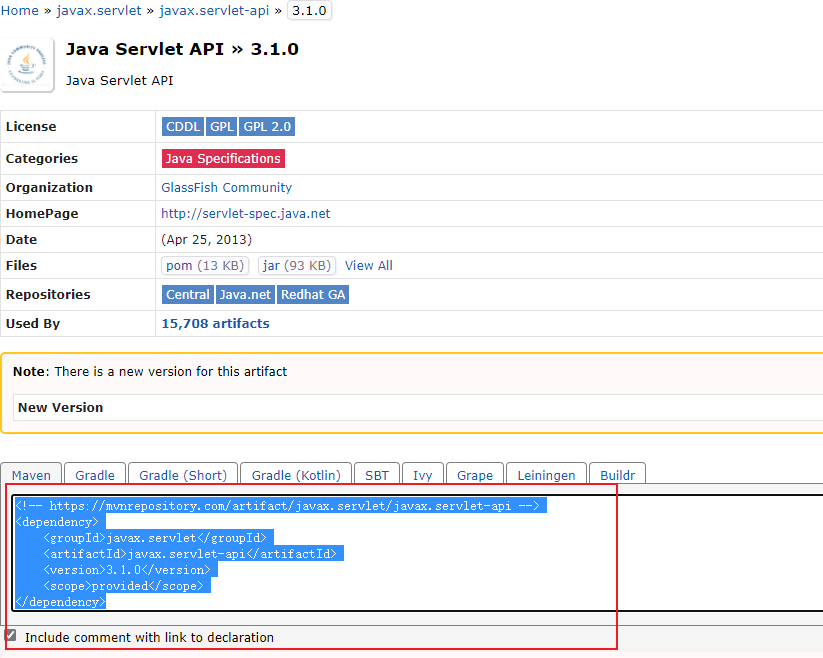 Home » javax.servlet » javax.servlet-api » 3.1.0
Java Servlet API » 3.1.0
Java Servlet API
License CDDL GPL GPL 2.0
Categories Java Specifications
Organization GlassFish Community
HomePage http://servlet-spec.java.net
Date (Apr 25, 2013)
Files pom (13 KB) jar (93 KB) View All
Repositories Central Java.net Redhat GA
Used By 15,708 artifacts
Note: There is a new version for this artifact
New Version
Maven Gradle Gradle (Short) Gradle (Kotlin) SBT Ivy Grape Leiningen Buildr
<!-- https://mvnrepository.com/artifact/javax.servlet/javax.servlet-api -->
<dependency>
    <groupId>javax.servlet</groupId>
    <artifactId>javax.servlet-api</artifactId>
    <version>3.1.0</version>
    <scope>provided</scope>
</dependency>
Include comment with link to declaration